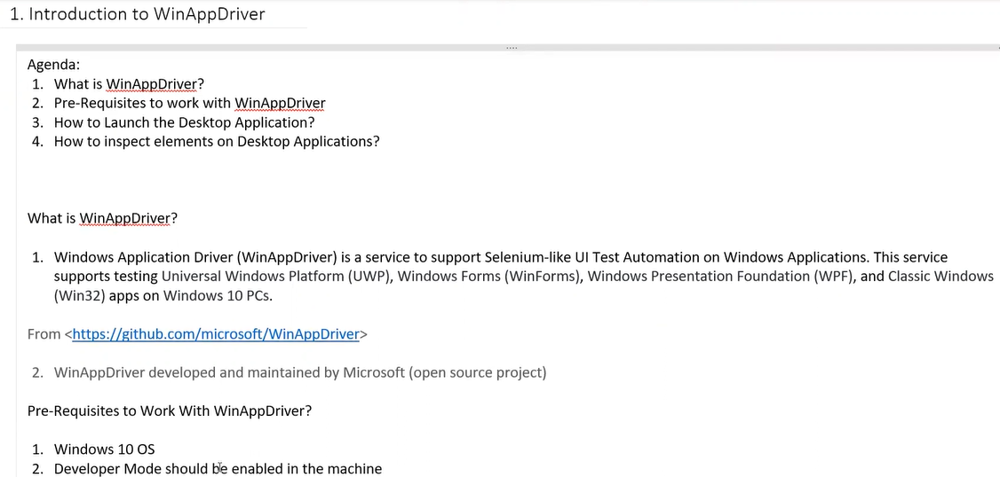 1. Introduction to WinAppDriver
Agenda:
1. What is WinAppDriver?
2. Pre-Requisites to work with WinAppDriver
3. How to Launch the Desktop Application?
4. How to inspect elements on Desktop Applications?
What is WinAppDriver?
1. Windows Application Driver (WinAppDriver) is a service to support Selenium-like UI Test Automation on Windows Applications. This service
supports testing Universal Windows Platform (UWP), Windows Forms (WinForms), Windows Presentation Foundation (WPF), and Classic Windows
(Win32) apps on Windows 10 PCs.
From <https://github.com/microsoft/WinAppDriver>
2. WinAppDriver developed and maintained by Microsoft (open source project)
Pre-Requisites to Work With WinAppDriver?
1. Windows 10 OS
2. Developer Mode should be enabled in the machine